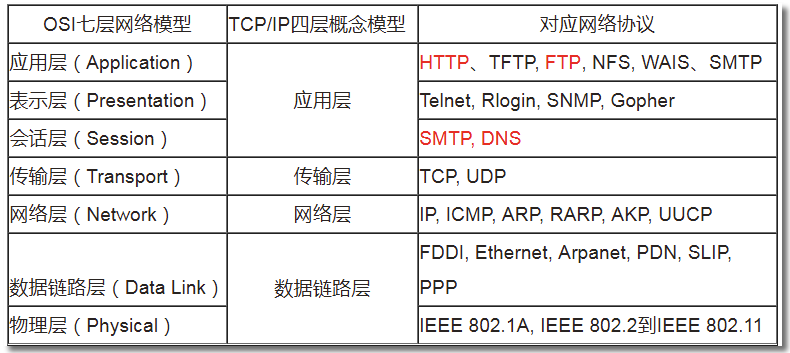 OSI七层网络模型 TCP/IP四层概念模型 对应网络协议
应用层（Application） 应用层 HTTP、TFTP, FTP, NFS, WAIS、SMTP
表示层（Presentation） Telnet, Rlogin, SNMP, Gopher
会话层（Session） SMTP, DNS
传输层（Transport） 传输层 TCP, UDP
网络层（Network） 网络层 IP, ICMP, ARP, RARP, AKP, UUCP
数据链路层（Data Link） 数据链路层 FDDI, Ethernet, Arpanet, PDN, SLIP,
PPP
物理层（Physical） IEEE 802.1A, IEEE 802.2到IEEE 802.11